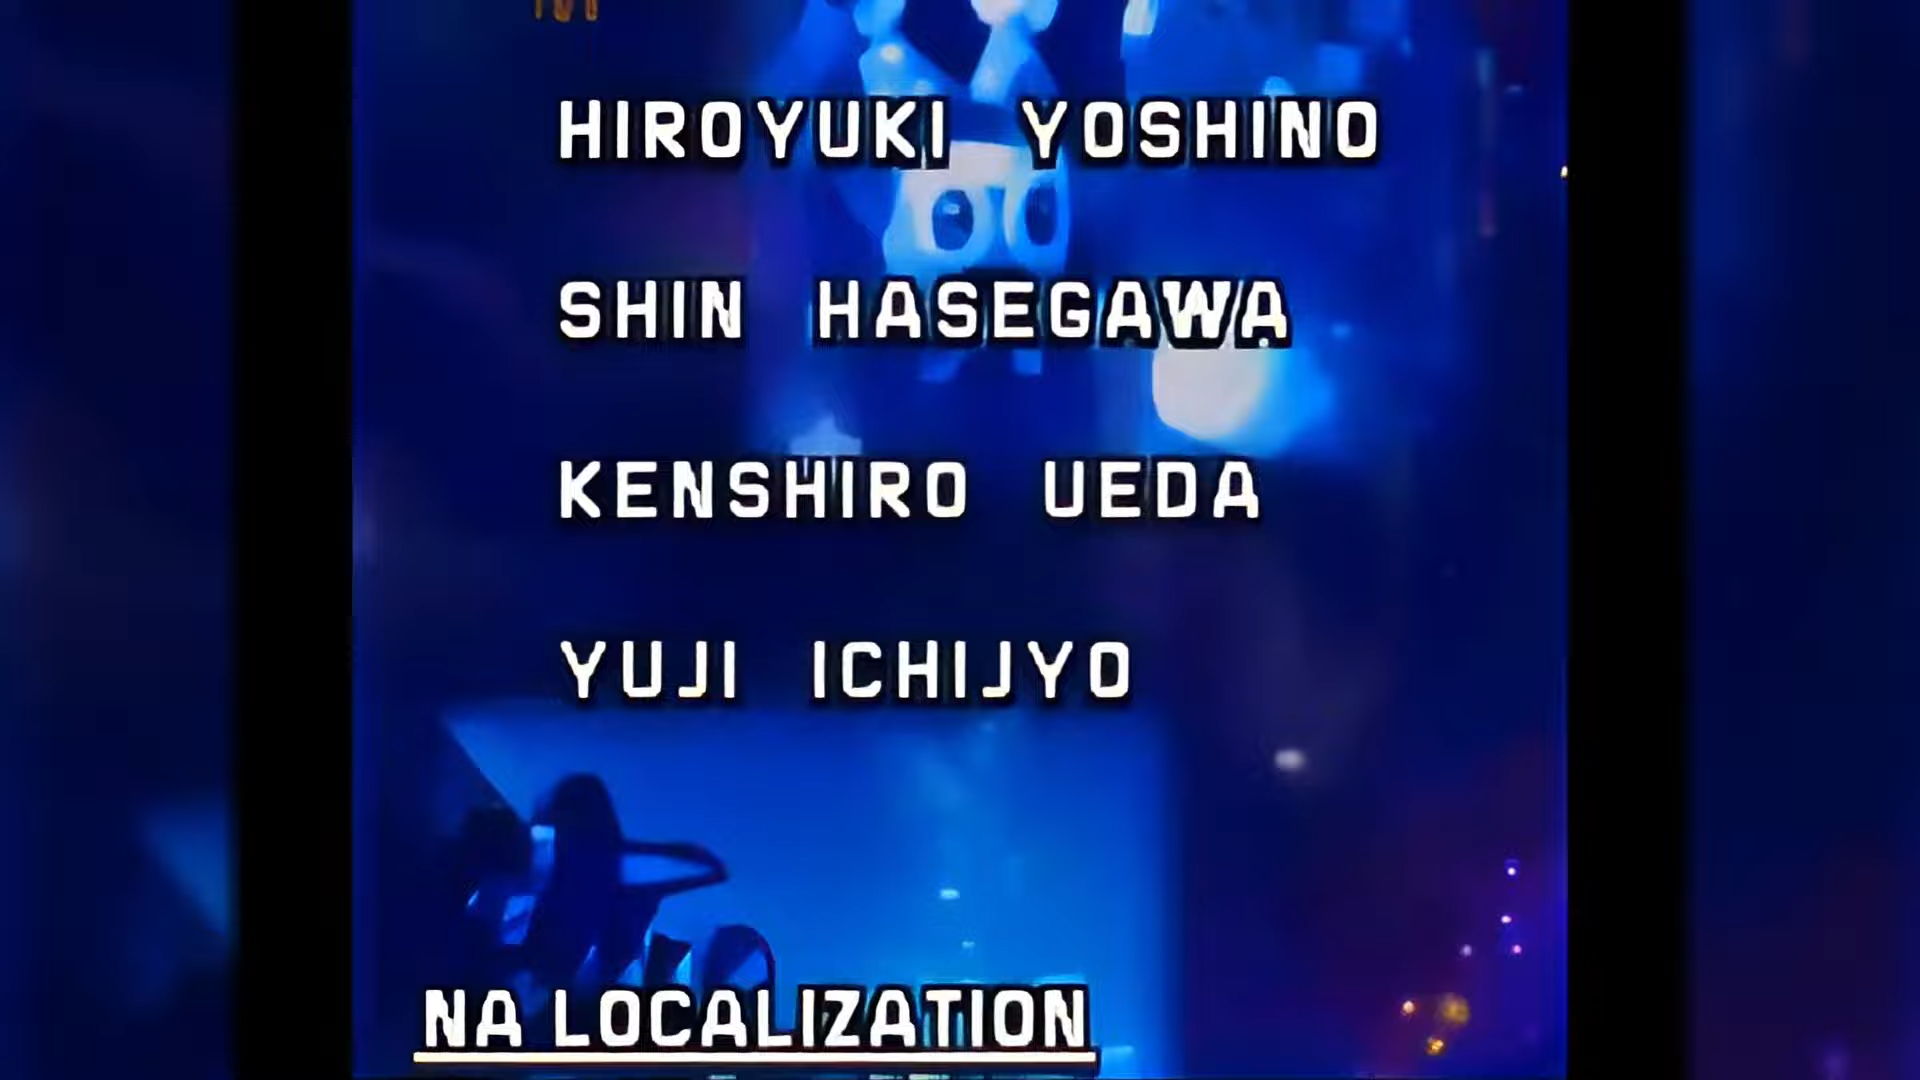 HIROYUKI YOSHINO
SHIN HASEGAWA
KENSHIRO UEDA
YUJI ICHIJYO
NA LOCALIZATION